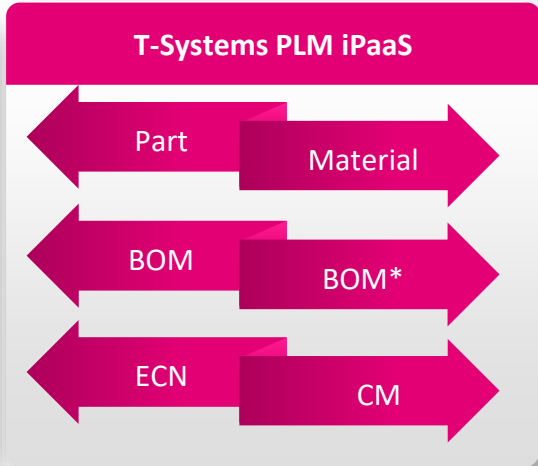 T-Systems PLM iPaaS
Part
Material
BOM
BOM*
ECN
CM